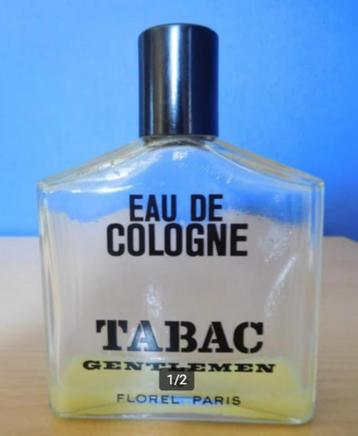 EAU DE
COLOGNE
TABAC
GENTLEMEN
1/2
FLOREL PARIS